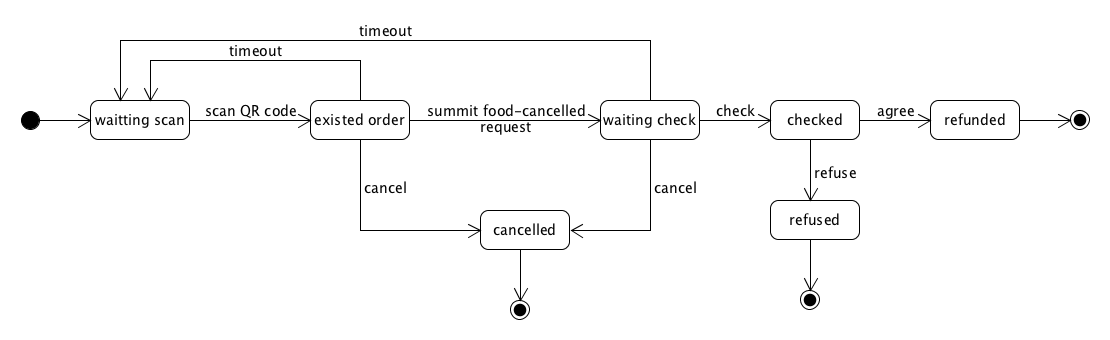 timeout
timeout
waitting scan
scan QR code
existed order
summit food-cancelled
request
waiting check
check
checked
agree
refunded
cancel
cancel
refuse
cancelled
refused